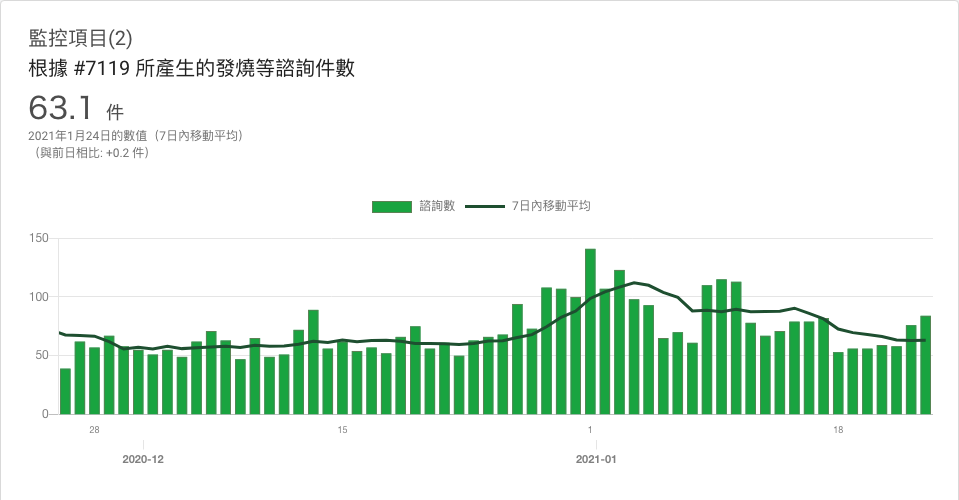 監控項目(2)
根據 #7119 所產生的發燒等諮詢件數
63.1 件
2021年1月24日的數值（7日內移動平均）
（與前日相比: +0.2 件）
諮詢數 7日內移動平均
150
100
50
0
28 15 1 18
2020-12 2021-01